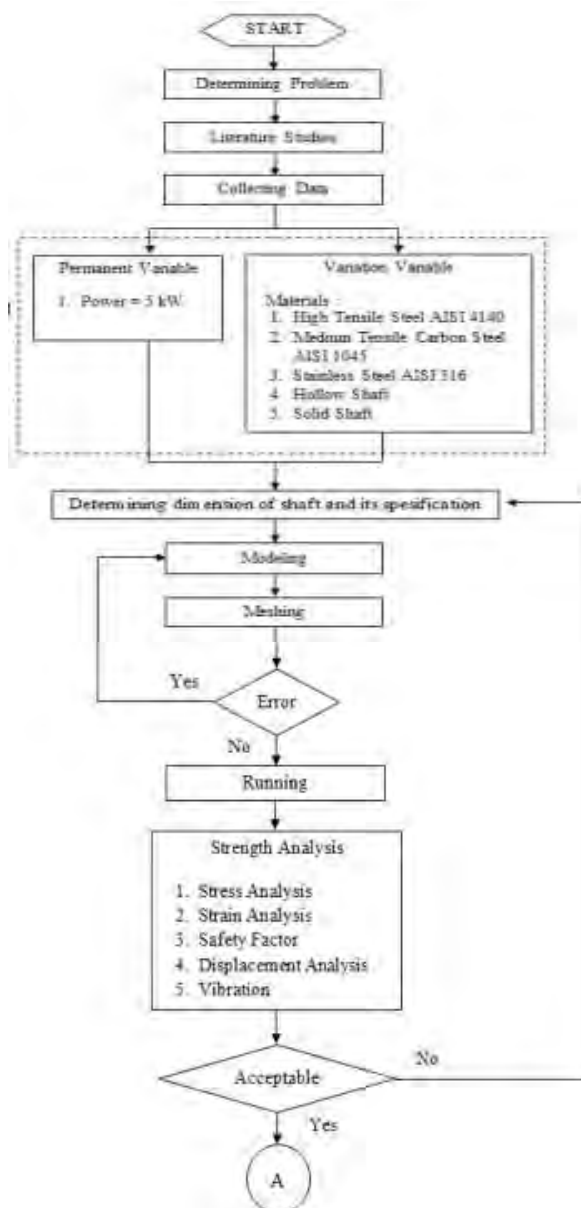 START
Determining Problem
Literature Studies
Collecting Data
Permanent Variable
1. Power = 5 kW
Variation Variable
Materials :
1. High Tensile Steel AISI 4140
2. Medium Tensile Carbon Steel
AISI 1045
3. Stainless Steel AISI 316
4. Hollow Shaft
5. Solid Shaft
Determining dimension of shaft and its spesification
Modeling
Meshing
Yes
Error
No
Running
Strength Analysis
1. Stress Analysis
2. Strain Analysis
3. Safety Factor
4. Displacement Analysis
5. Vibration
No
Acceptable
Yes
A